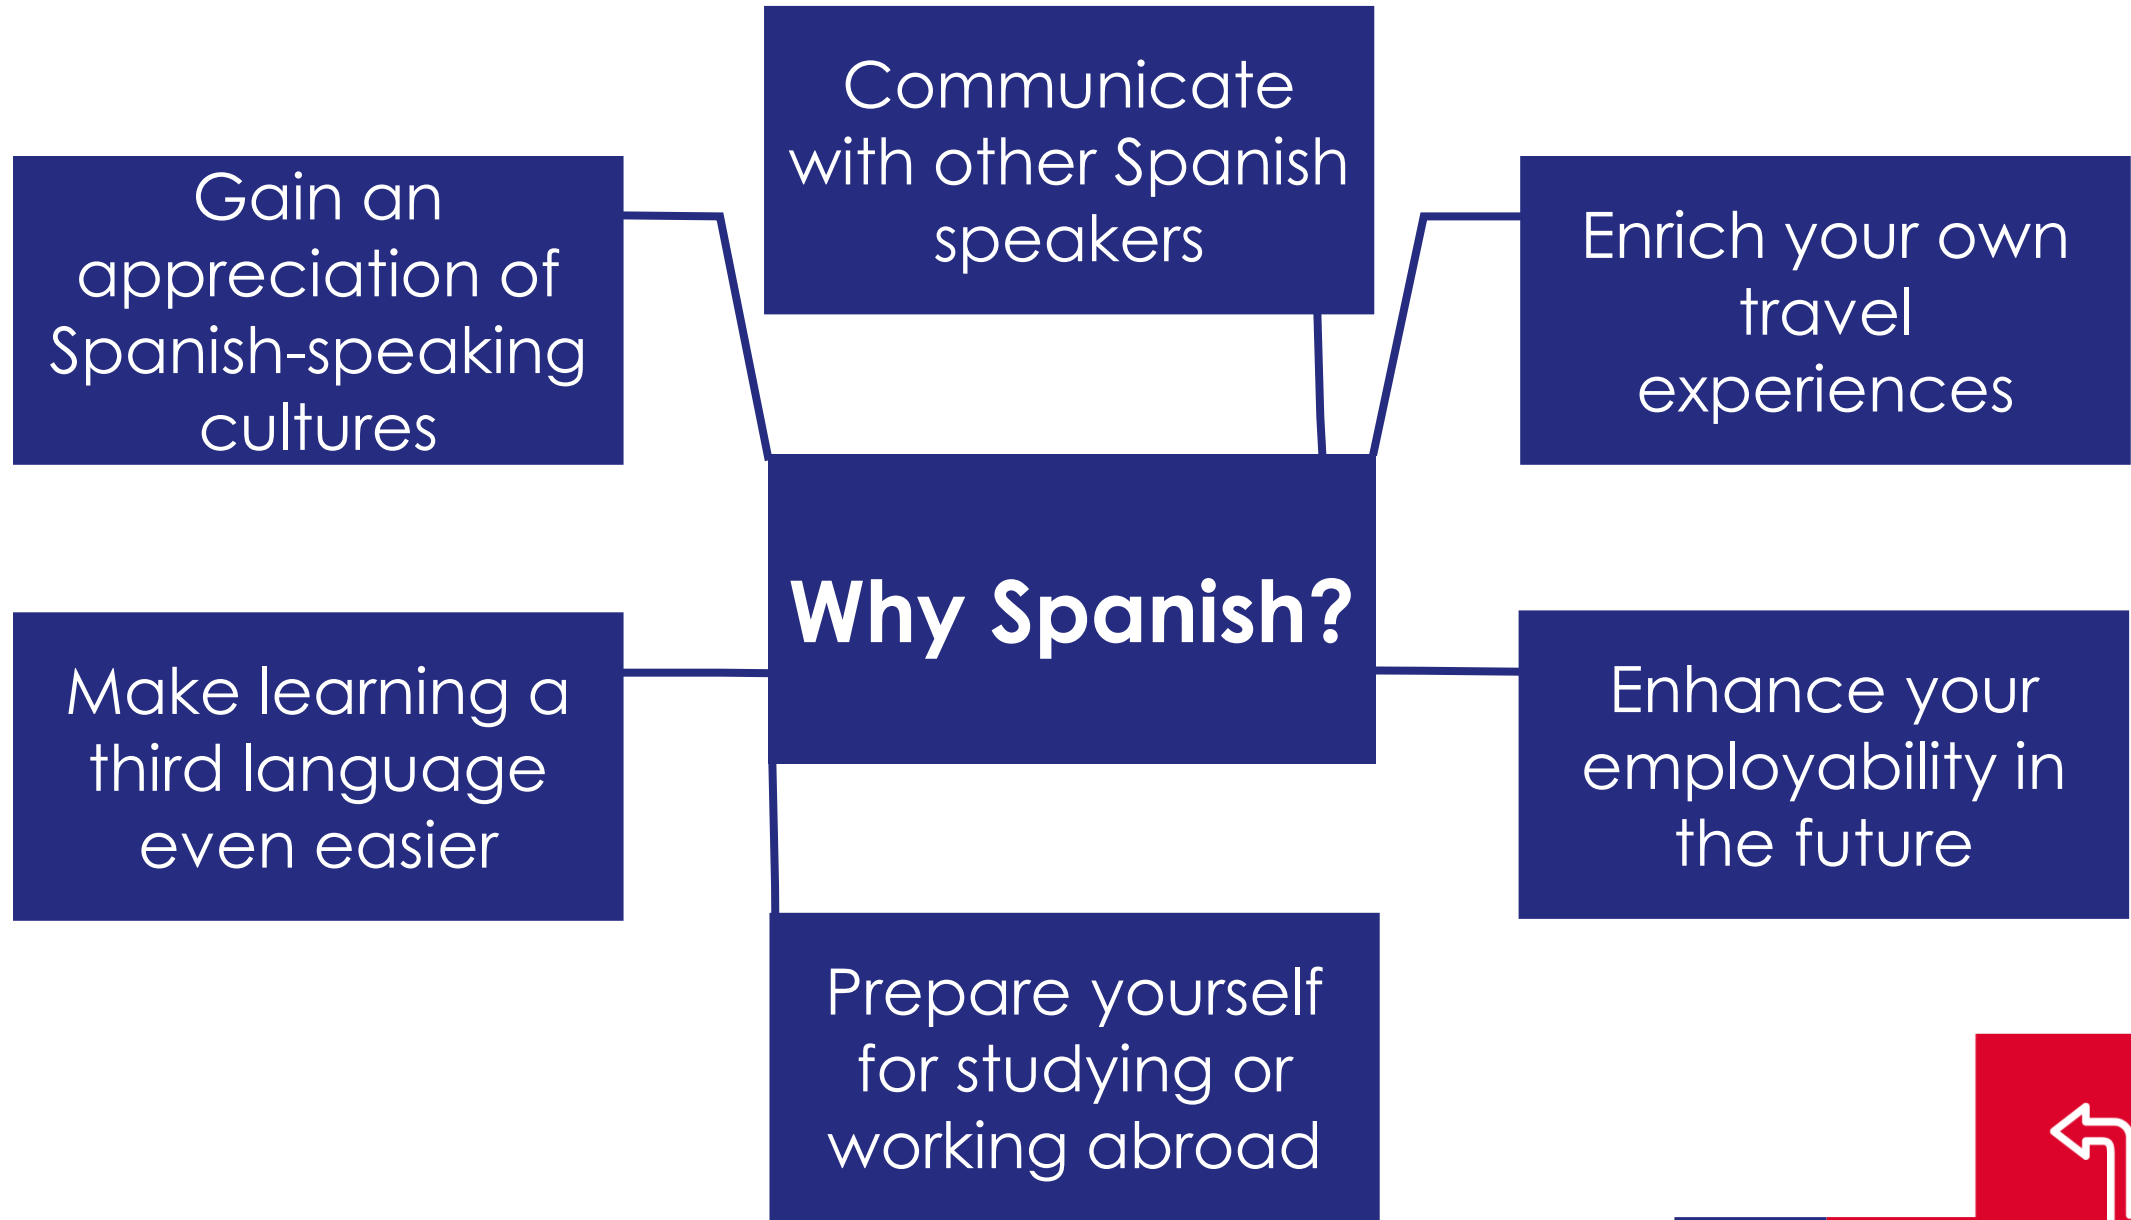 Communicate
with other Spanish
speakers
Gain an
appreciation of
Spanish-speaking
cultures
Enrich your own
travel
experiences
Why Spanish?
Make learning a
third language
even easier
Enhance your
employability in
the future
Prepare yourself
for studying or
working abroad